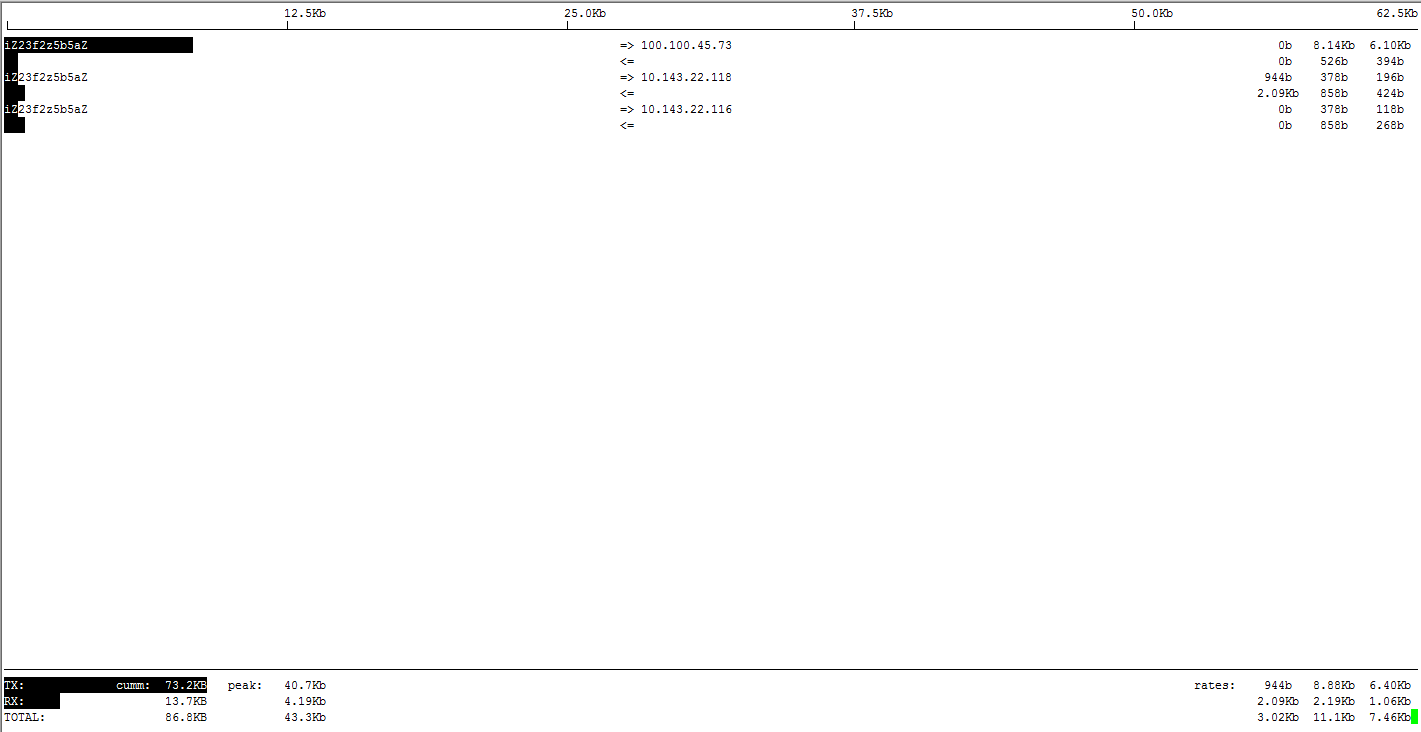 12.5Kb 25.0Kb 37.5Kb 50.0Kb 62.5Kb
iZ23f2z5b5aZ => 100.100.45.73 0b 8.14Kb 6.10Kb
<= 0b 526b 394b
iZ23f2z5b5aZ => 10.143.22.118 944b 378b 196b
<= 2.09Kb 858b 424b
iZ23f2z5b5aZ => 10.143.22.116 0b 378b 118b
<= 0b 858b 268b
TX: cumm: 73.2KB peak: 40.7Kb rates: 944b 8.88Kb 6.40Kb
RX: 13.7KB 4.19Kb 2.09Kb 2.19Kb 1.06Kb
TOTAL: 86.8KB 43.3Kb 3.02Kb 11.1Kb 7.46Kb